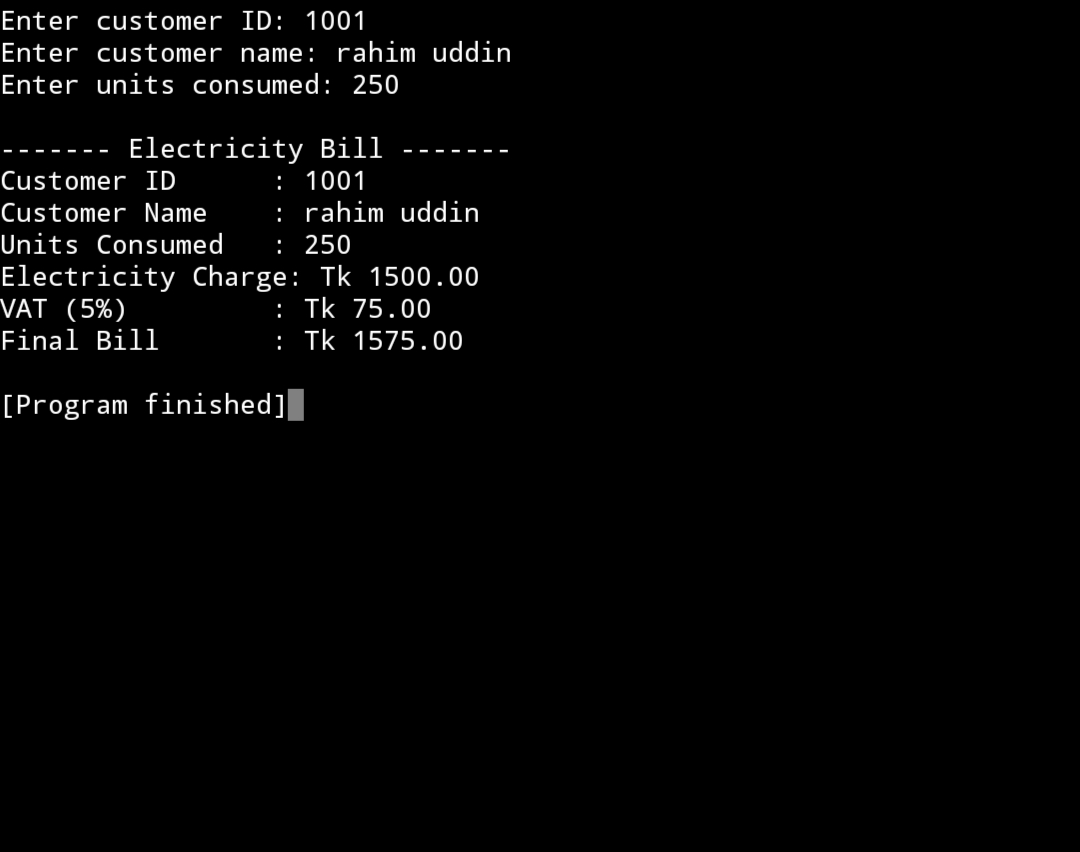 Enter customer ID: 1001
Enter customer name: rahim uddin
Enter units consumed: 250

------- Electricity Bill -------
Customer ID      : 1001
Customer Name    : rahim uddin
Units Consumed   : 250
Electricity Charge: Tk 1500.00
VAT (5%)         : Tk 75.00
Final Bill       : Tk 1575.00

[Program finished]